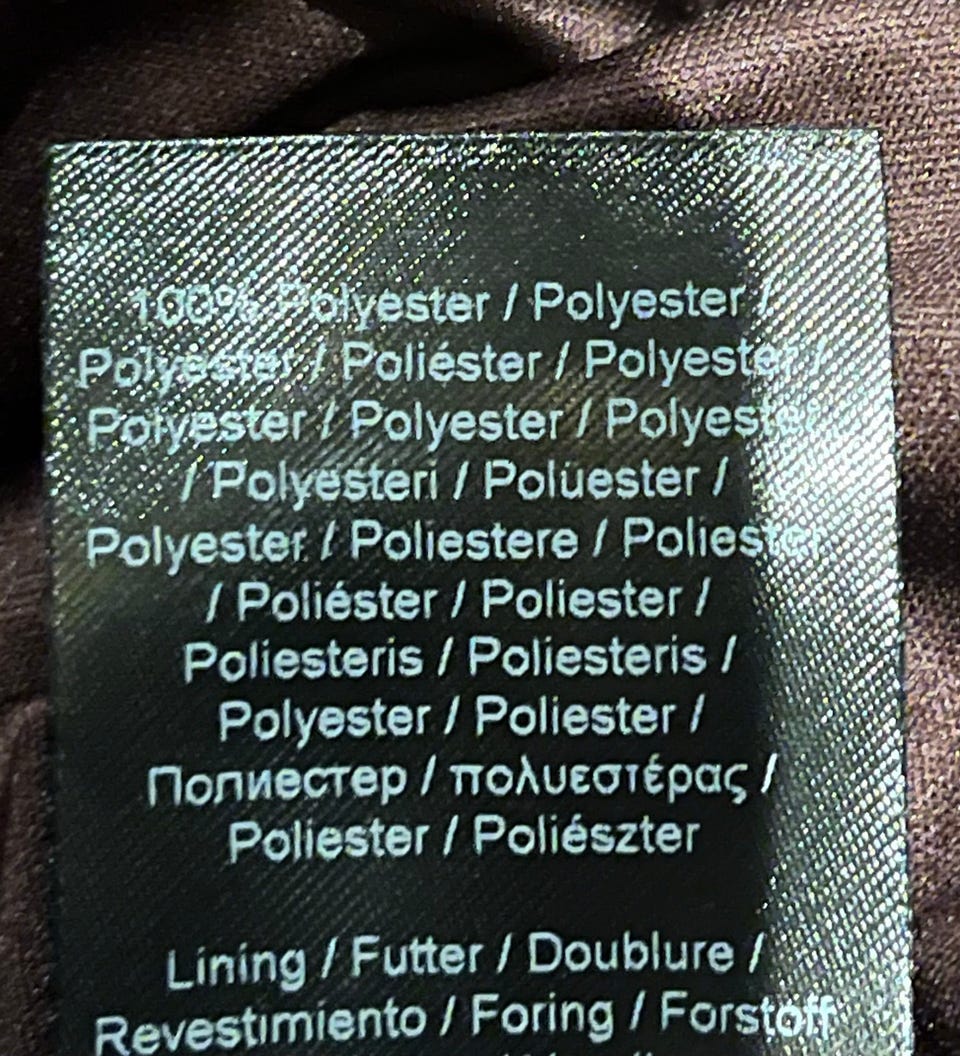 100% Polyester / Polyester /
Polyester / Poliéster / Polyester /
Polyester / Polyester / Polyester
/ Polyesteri / Polüester /
Polyester / Poliestere / Poliester
/ Poliéster / Poliester /
Poliesteris / Poliesteris /
Polyester / Poliester /
Полиестер / πολυεστέρας /
Poliester / Poliészter
Lining / Futter / Doublure /
Revestimiento / Foring / Forstoff